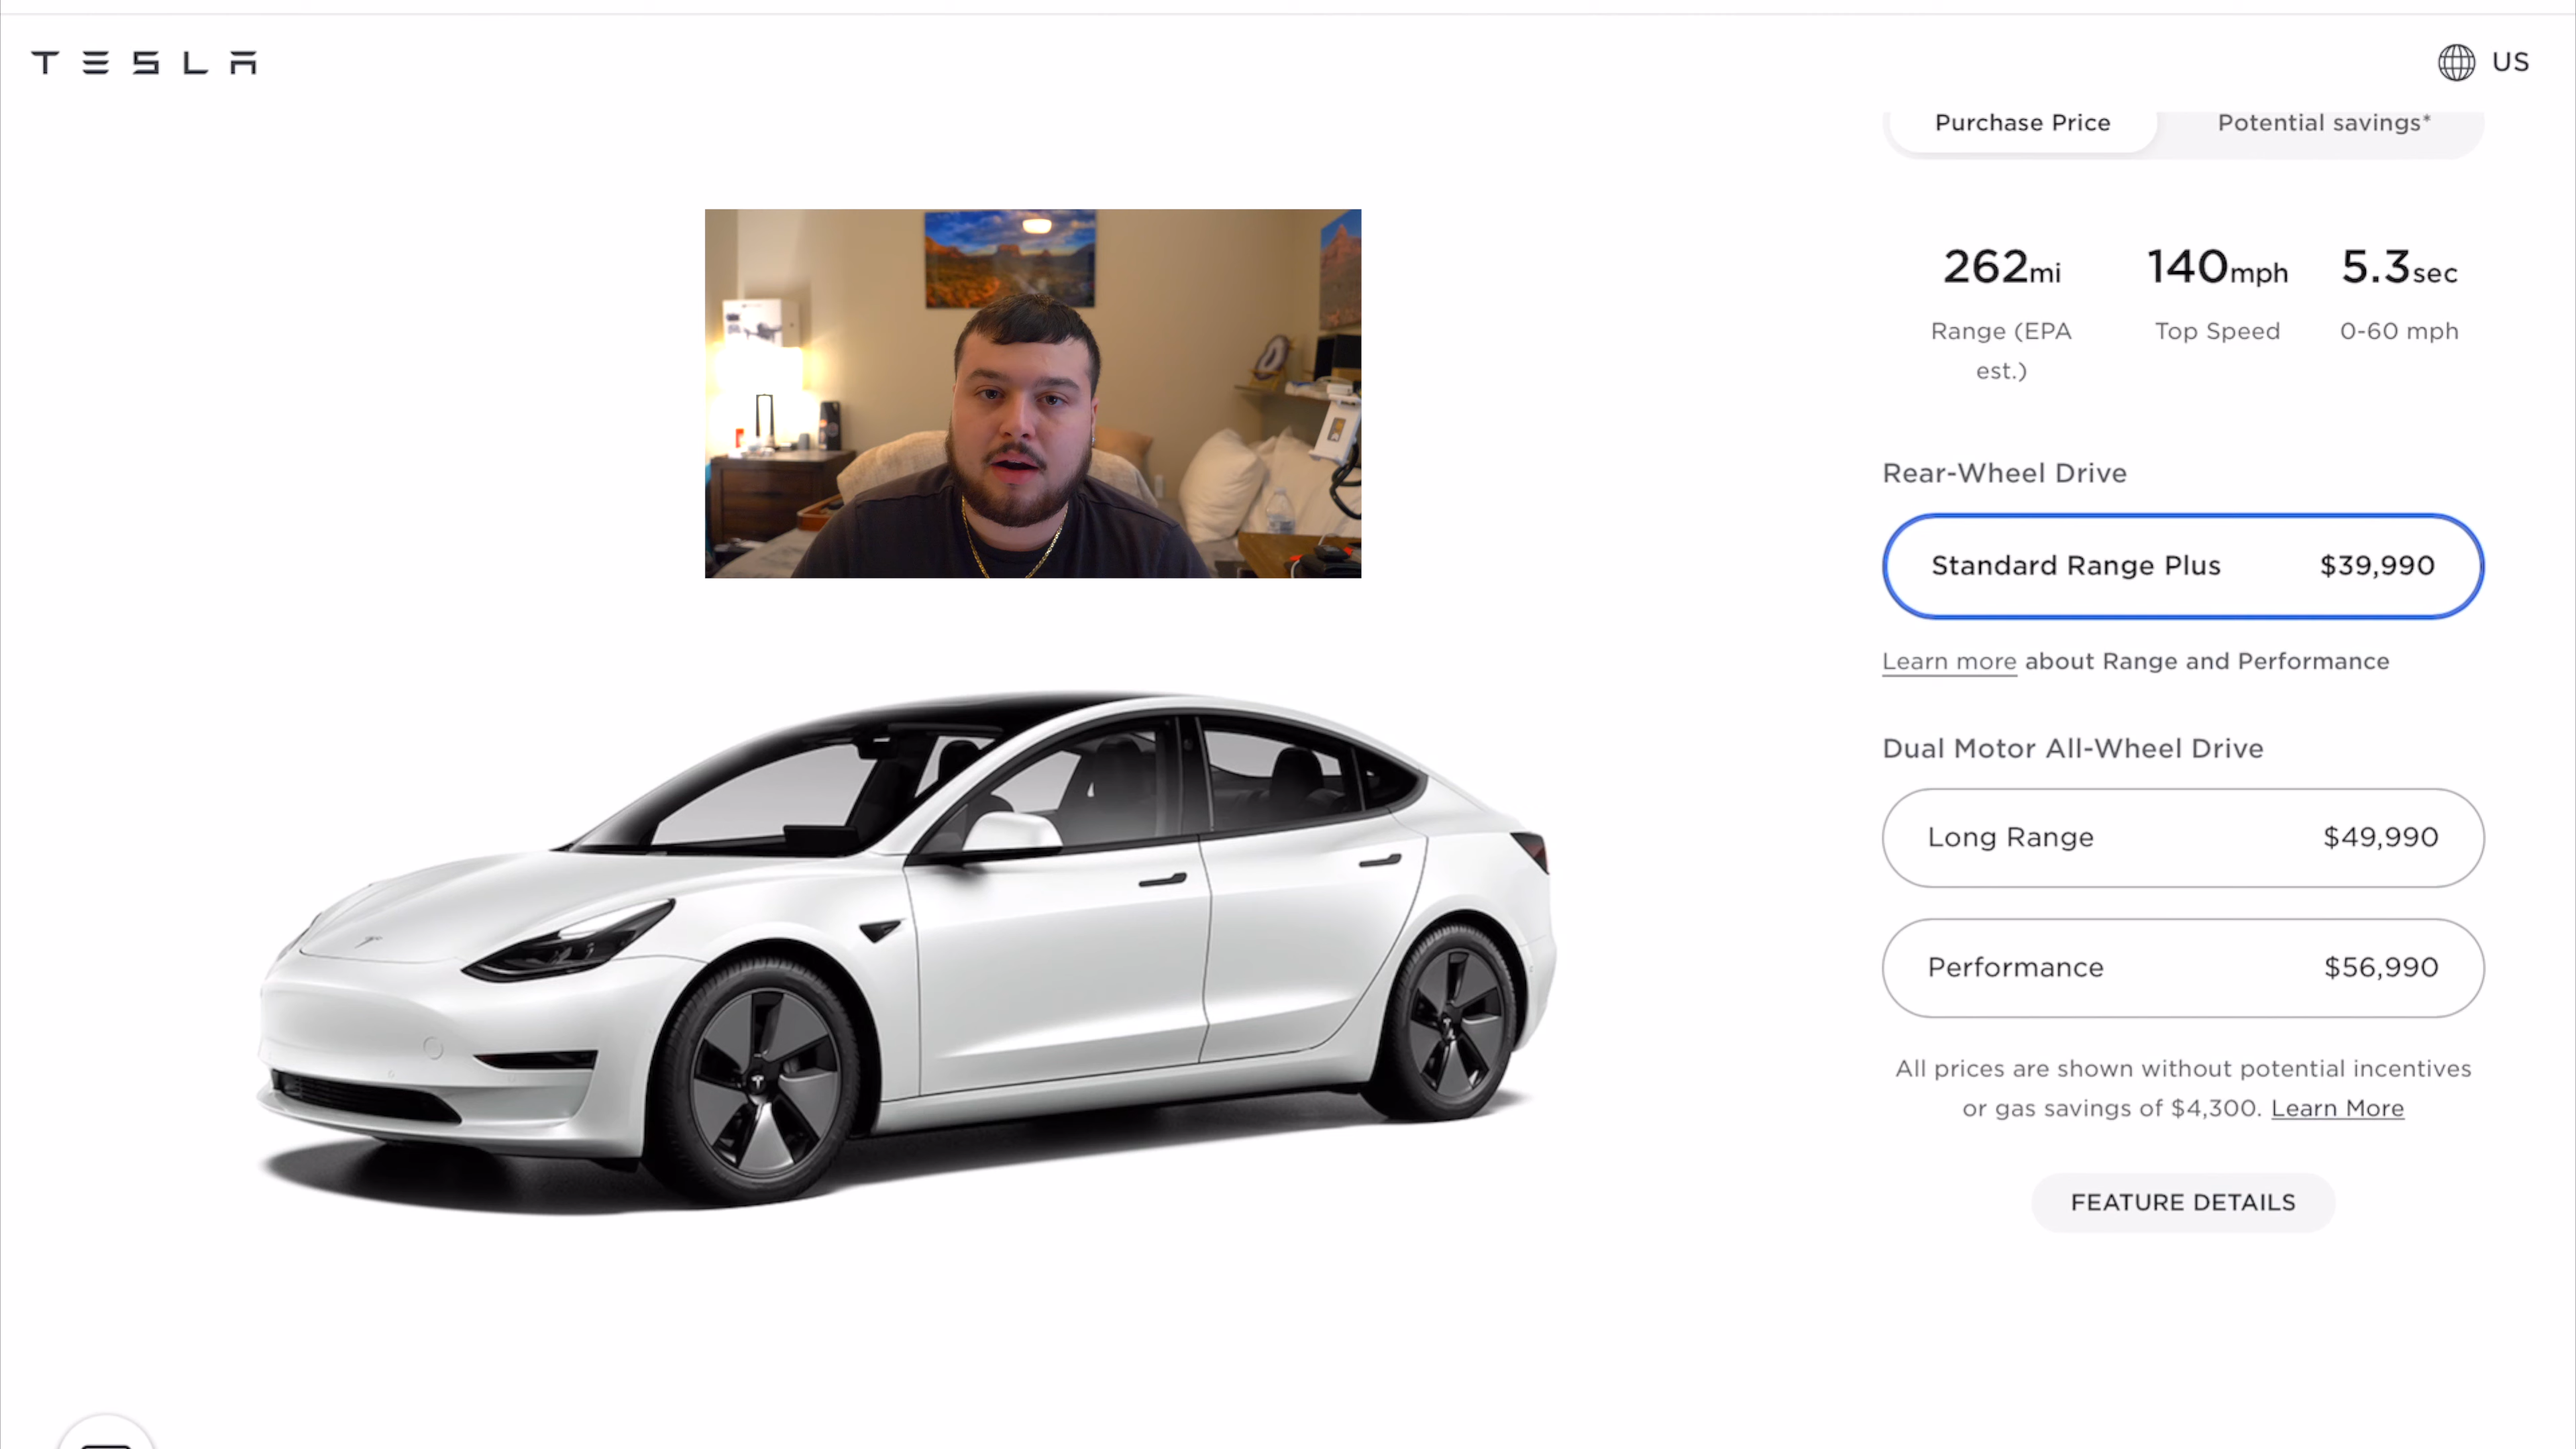 TESLA
US
Purchase Price
Potential savings*
262mi
140mph
5.3sec
Range (EPA est.)
Top Speed
0-60 mph
Rear-Wheel Drive
Standard Range Plus $39,990
Learn more about Range and Performance
Dual Motor All-Wheel Drive
Long Range $49,990
Performance $56,990
All prices are shown without potential incentives
or gas savings of $4,300. Learn More
FEATURE DETAILS